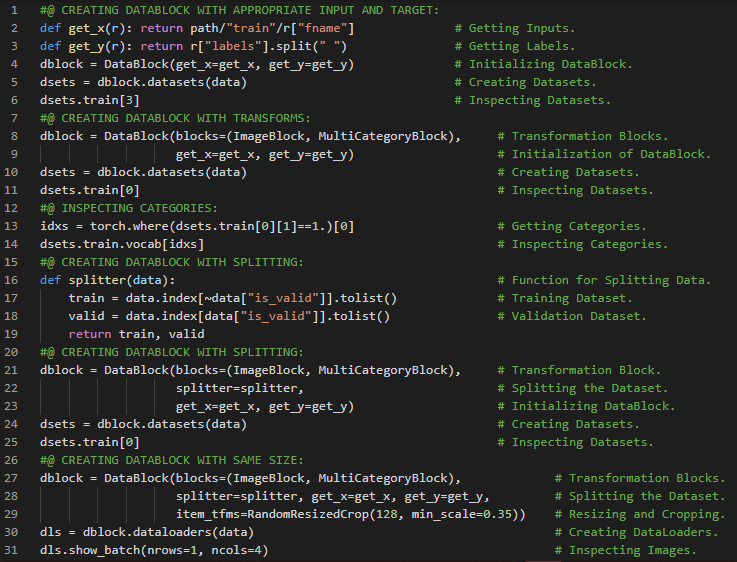 1 #@ CREATING DATABLOCK WITH APPROPRIATE INPUT AND TARGET:
2 def get_x(r): return path/"train"/r["fname"] # Getting Inputs.
3 def get_y(r): return r["labels"].split(" ") # Getting Labels.
4 dblock = DataBlock(get_x=get_x, get_y=get_y) # Initializing DataBlock.
5 dsets = dblock.datasets(data) # Creating Datasets.
6 dsets.train[3] # Inspecting Datasets.
7 #@ CREATING DATABLOCK WITH TRANSFORMS:
8 dblock = DataBlock(blocks=(ImageBlock, MultiCategoryBlock), # Transformation Blocks.
9 get_x=get_x, get_y=get_y) # Initialization of DataBlock.
10 dsets = dblock.datasets(data) # Creating Datasets.
11 dsets.train[0] # Inspecting Datasets.
12 #@ INSPECTING CATEGORIES:
13 idxs = torch.where(dsets.train[0][1]==1.)[0] # Getting Categories.
14 dsets.train.vocab[idxs] # Inspecting Categories.
15 #@ CREATING DATABLOCK WITH SPLITTING:
16 def splitter(data): # Function for Splitting Data.
17 train = data.index[~data["is_valid"]].tolist() # Training Dataset.
18 valid = data.index[data["is_valid"]].tolist() # Validation Dataset.
19 return train, valid
20 #@ CREATING DATABLOCK WITH SPLITTING:
21 dblock = DataBlock(blocks=(ImageBlock, MultiCategoryBlock), # Transformation Block.
22 splitter=splitter, # Splitting the Dataset.
23 get_x=get_x, get_y=get_y) # Initializing DataBlock.
24 dsets = dblock.datasets(data) # Creating Datasets.
25 dsets.train[0] # Inspecting Datasets.
26 #@ CREATING DATABLOCK WITH SAME SIZE:
27 dblock = DataBlock(blocks=(ImageBlock, MultiCategoryBlock), # Transformation Blocks.
28 splitter=splitter, get_x=get_x, get_y=get_y, # Splitting the Dataset.
29 item_tfms=RandomResizedCrop(128, min_scale=0.35)) # Resizing and Cropping.
30 dls = dblock.dataloaders(data) # Creating DataLoaders.
31 dls.show_batch(nrows=1, ncols=4) # Inspecting Images.